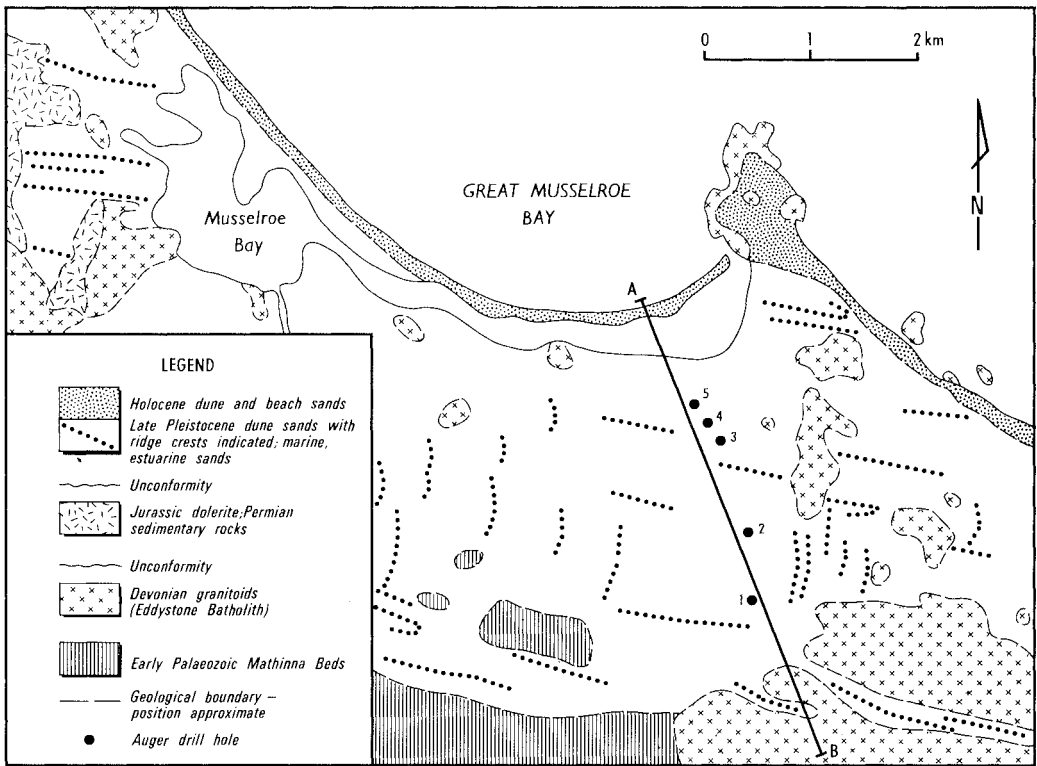 0 1 2 km
N
GREAT MUSSELROE
BAY
Musselroe
Bay
A
5
4
3
2
1
B
LEGEND
Holocene dune and beach sands
Late Pleistocene dune sands with
ridge crests indicated; marine,
estuarine sands
Unconformity
Jurassic dolerite; Permian
sedimentary rocks
Unconformity
Devonian granitoids
(Eddystone Batholith)
Early Palaeozoic Mathinna Beds
Geological boundary –
position approximate
Auger drill hole